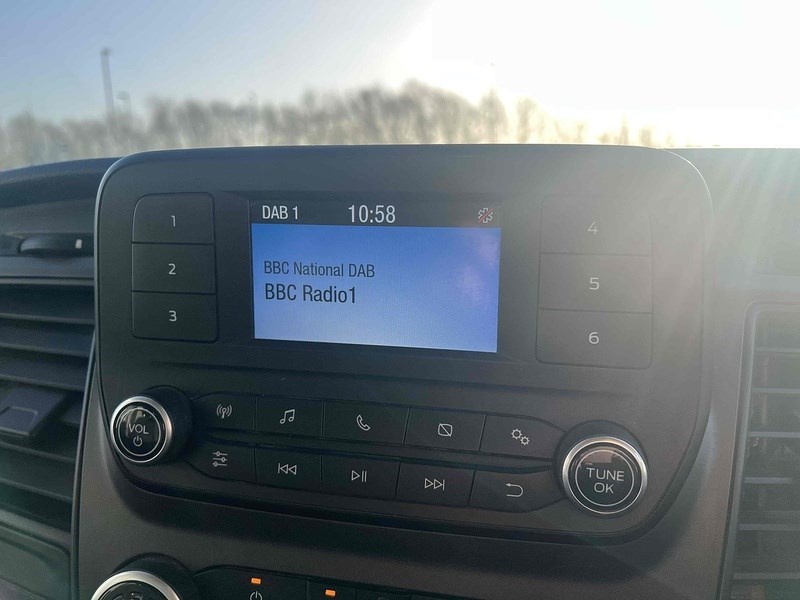 DAB 1 10:58
BBC National DAB
BBC Radio1
1
2
3
4
5
6
VOL
TUNE
OK